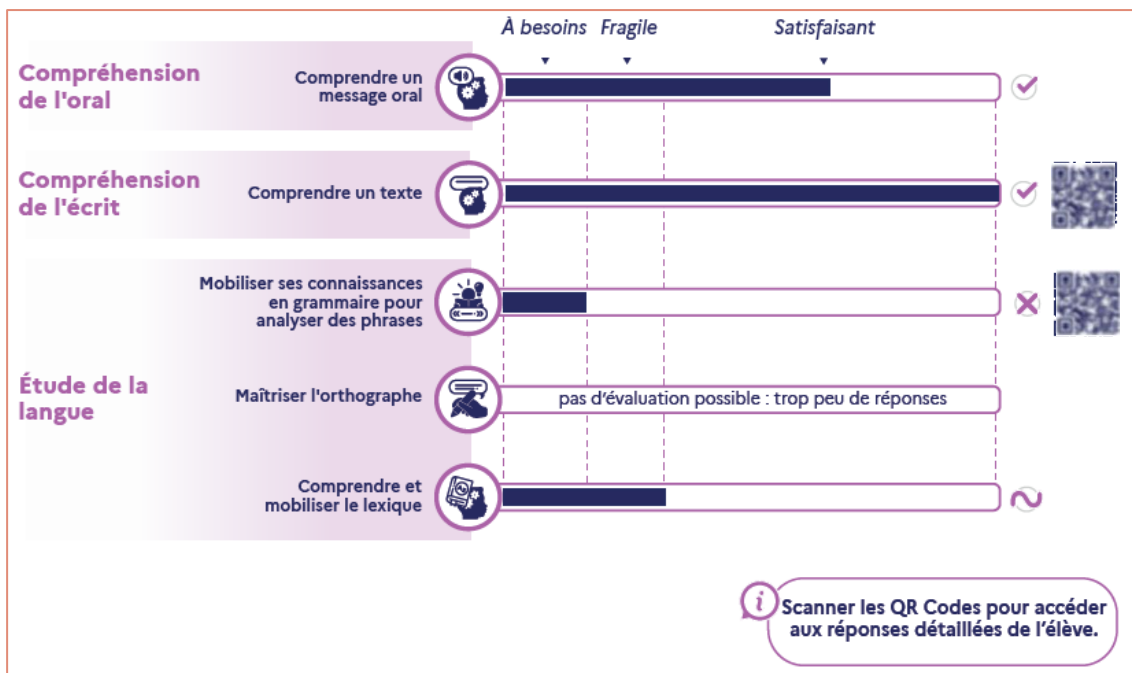 À besoins Fragile Satisfaisant
Compréhension
de l'oral
Comprendre un
message oral
Compréhension
de l'écrit
Comprendre un texte
Étude de la
langue
Mobiliser ses connaissances
en grammaire pour
analyser des phrases
Maîtriser l'orthographe
pas d'évaluation possible : trop peu de réponses
Comprendre et
mobiliser le lexique
i
Scanner les QR Codes pour accéder
aux réponses détaillées de l'élève.